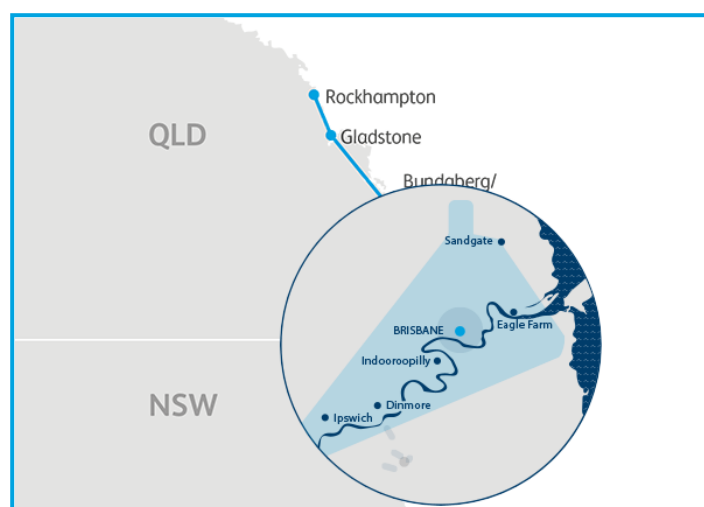 Rockhampton
QLD
Gladstone
Bundaberg/
Sandgate
Eagle Farm
BRISBANE
Indooroopilly
Dinmore
NSW
Ipswich